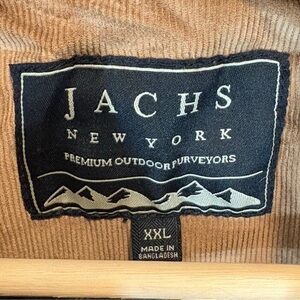 JACHS
NEW YORK
PREMIUM OUTDOOR PURVEYORS
XXL
MADE IN
BANGLADESH